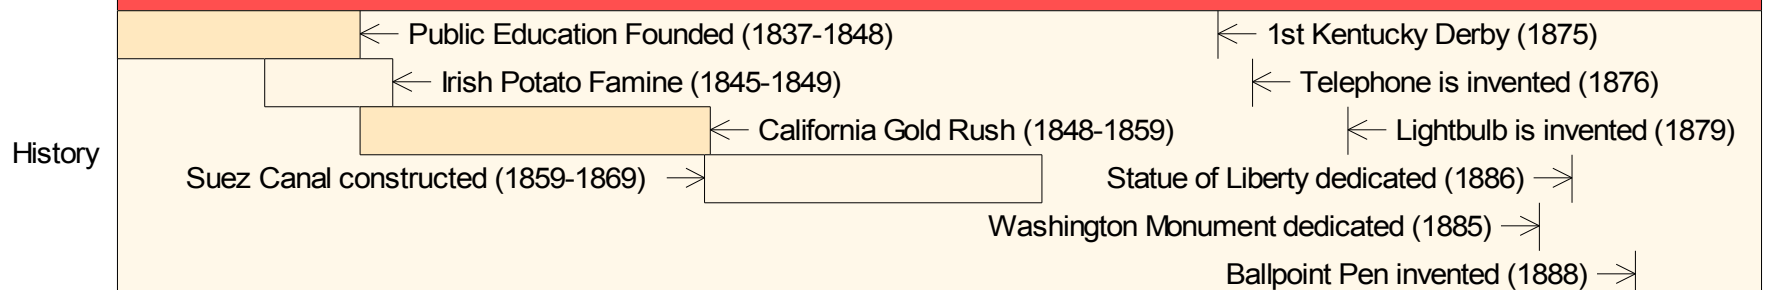 Public Education Founded (1837-1848)
1st Kentucky Derby (1875)
Irish Potato Famine (1845-1849)
Telephone is invented (1876)
California Gold Rush (1848-1859)
Lightbulb is invented (1879)
History
Suez Canal constructed (1859-1869)
Statue of Liberty dedicated (1886)
Washington Monument dedicated (1885)
Ballpoint Pen invented (1888)